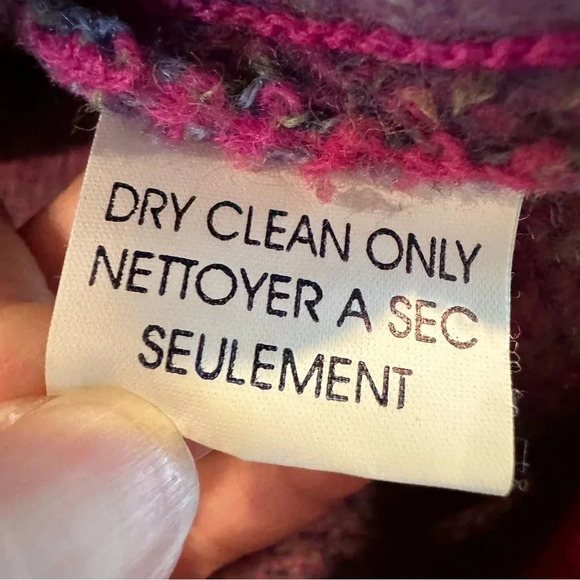 DRY CLEAN ONLY
NETTOYER A SEC
SEULEMENT